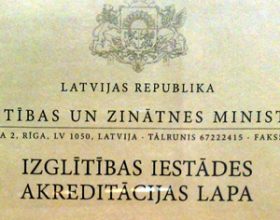 LATVIJAS REPUBLIKA
TĪBAS UN ZINĀTNES MINIST
A 2, RĪGA, LV 1050, LATVIJA · TĀLRUNIS 67222415 · FAKS
IZGLĪTĪBAS IESTĀDES
AKREDITĀCIJAS LAPA